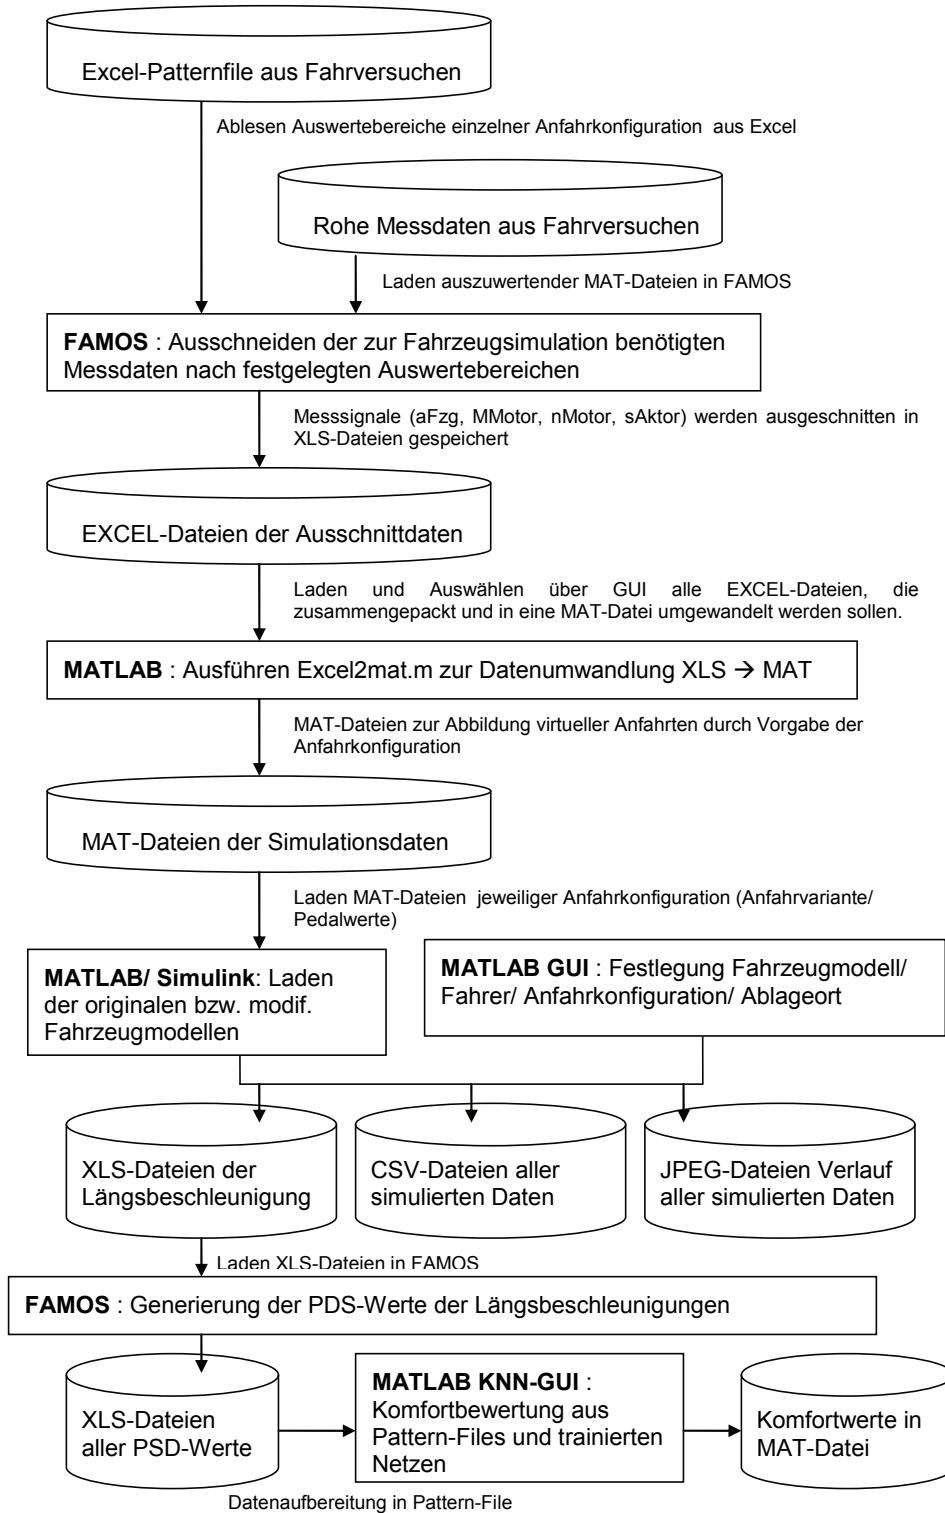 Excel-Patternfile aus Fahrversuchen
Ablesen Auswertebereiche einzelner Anfahrkonfiguration aus Excel
Rohe Messdaten aus Fahrversuchen
Laden auszuwertender MAT-Dateien in FAMOS
FAMOS : Ausschneiden der zur Fahrzeugsimulation benötigten
Messdaten nach festgelegten Auswertebereichen
Messsignale (aFzg, MMotor, nMotor, sAktor) werden ausgeschnitten in
XLS-Dateien gespeichert
EXCEL-Dateien der Ausschnittdaten
Laden und Auswählen über GUI alle EXCEL-Dateien, die
zusammengepackt und in eine MAT-Datei umgewandelt werden sollen.
MATLAB : Ausführen Excel2mat.m zur Datenumwandlung XLS → MAT
MAT-Dateien zur Abbildung virtueller Anfahrten durch Vorgabe der
Anfahrkonfiguration
MAT-Dateien der Simulationsdaten
Laden MAT-Dateien jeweiliger Anfahrkonfiguration (Anfahrvariante/
Pedalwerte)
MATLAB/ Simulink: Laden
der originalen bzw. modif.
Fahrzeugmodellen
MATLAB GUI : Festlegung Fahrzeugmodell/
Fahrer/ Anfahrkonfiguration/ Ablageort
XLS-Dateien der
Längsbeschleunigung
CSV-Dateien aller
simulierten Daten
JPEG-Dateien Verlauf
aller simulierten Daten
Laden XLS-Dateien in FAMOS
FAMOS : Generierung der PDS-Werte der Längsbeschleunigungen
XLS-Dateien
aller PSD-Werte
MATLAB KNN-GUI :
Komfortbewertung aus
Pattern-Files und trainierten
Netzen
Komfortwerte in
MAT-Datei
Datenaufbereitung in Pattern-File